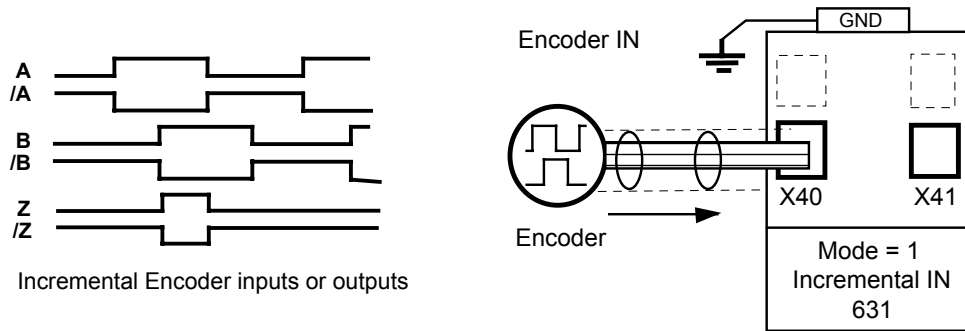 A
/A
B
/B
Z
/Z
Incremental Encoder inputs or outputs
Encoder IN
GND
Encoder
X40
X41
Mode = 1
Incremental IN
631